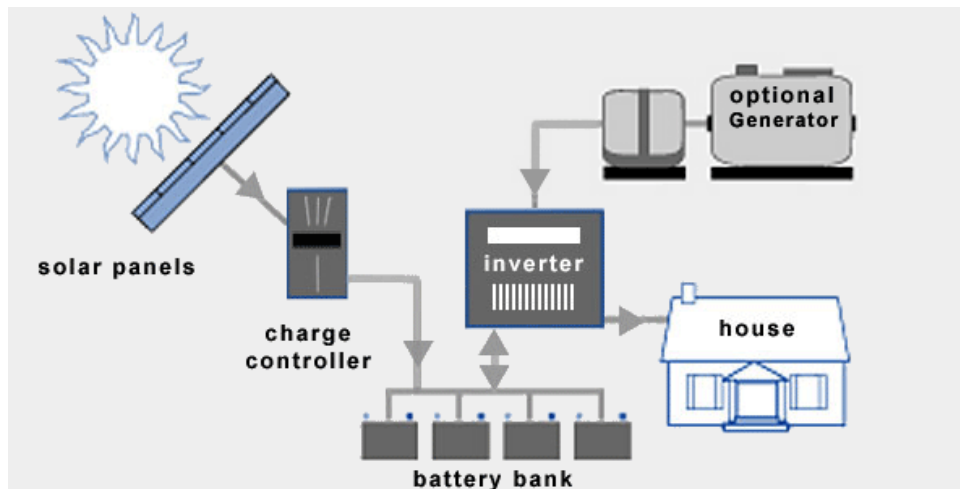 optional
Generator
inverter
solar panels
house
charge
controller
battery bank